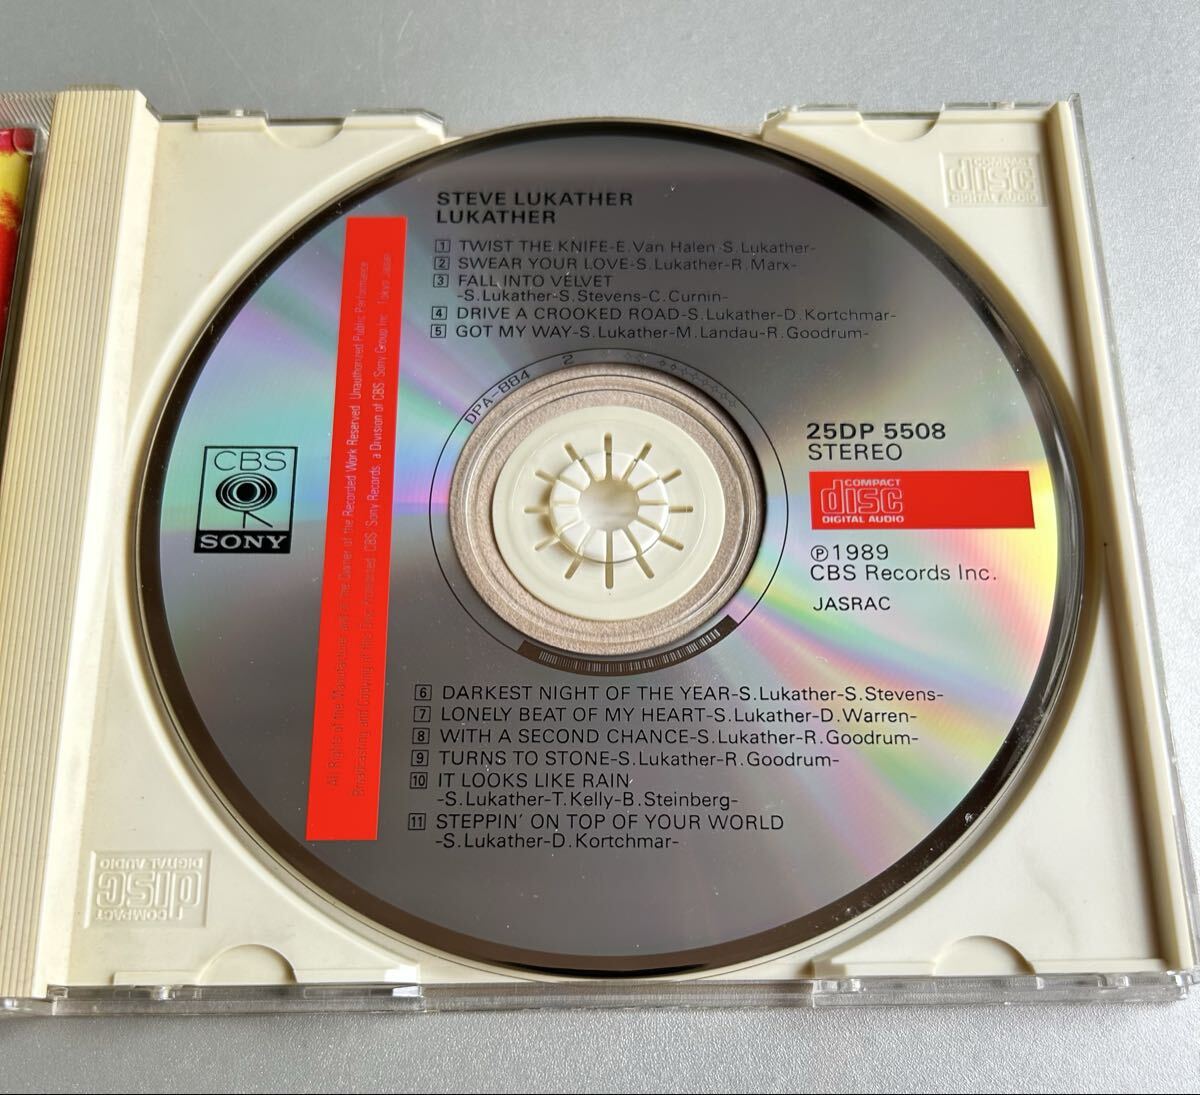 STEVE LUKATHER
LUKATHER
1 TWIST THE KNIFE-E.Van Halen-S.Lukather-
2 SWEAR YOUR LOVE-S.Lukather-R.Marx-
3 FALL INTO VELVET
-S.Lukather-S.Stevens-C.Curnin-
4 DRIVE A CROOKED ROAD-S.Lukather-D.Kortchmar-
5 GOT MY WAY-S.Lukather-M.Landau-R.Goodrum-
DPA-884 2
25DP 5508
STEREO
COMPACT
disc
DIGITAL AUDIO
℗1989
CBS Records Inc.
JASRAC
CBS
SONY
All Rights of the Manufacturer and of the Owner of the Recorded Work Reserved. Unauthorized Public Performance
Broadcasting and Copying of this Disc Prohibited. CBS/Sony Records, a Division of CBS/Sony Group Inc. Tokyo Japan
6 DARKEST NIGHT OF THE YEAR-S.Lukather-S.Stevens-
7 LONELY BEAT OF MY HEART-S.Lukather-D.Warren-
8 WITH A SECOND CHANCE-S.Lukather-R.Goodrum-
9 TURNS TO STONE-S.Lukather-R.Goodrum-
10 IT LOOKS LIKE RAIN
-S.Lukather-T.Kelly-B.Steinberg-
11 STEPPIN' ON TOP OF YOUR WORLD
-S.Lukather-D.Kortchmar-
COMPACT
disc
DIGITAL AUDIO
COMPACT
disc
DIGITAL AUDIO